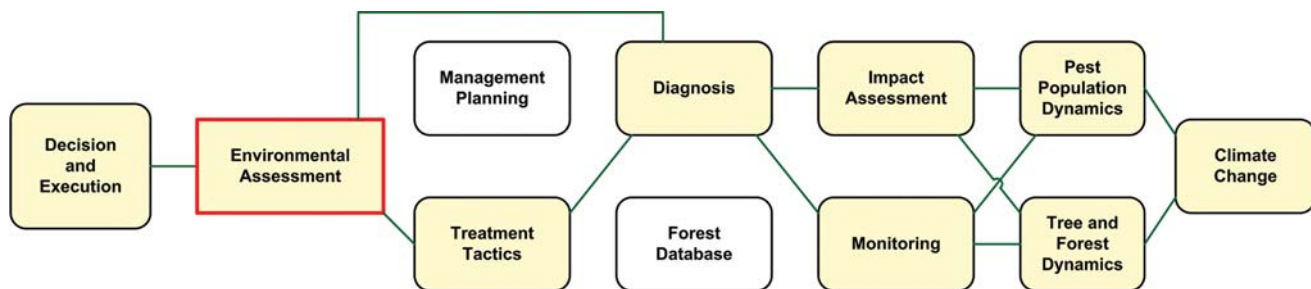 Decision
and
Execution
Environmental
Assessment
Management
Planning
Treatment
Tactics
Diagnosis
Forest
Database
Impact
Assessment
Monitoring
Pest
Population
Dynamics
Tree and
Forest
Dynamics
Climate
Change